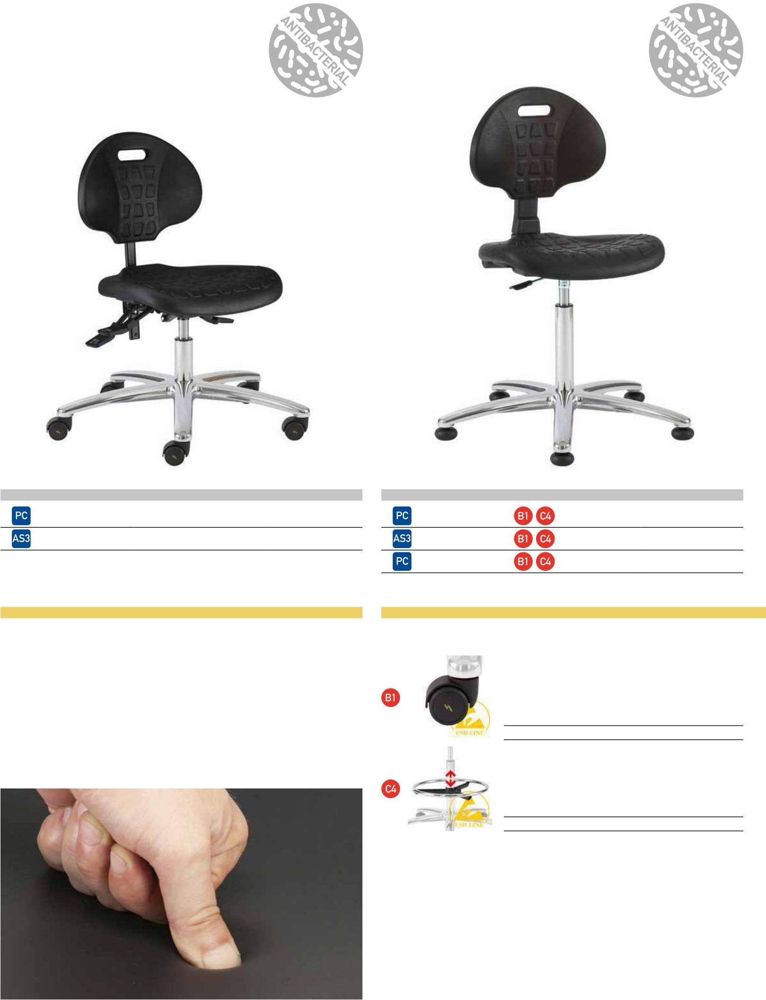 ANTIBACTERIAL
ANTIBACTERIAL
PC
AS3
PC B1 C4
AS3 B1 C4
PC B1 C4
B1
ESD LINE
C4
ESD LINE